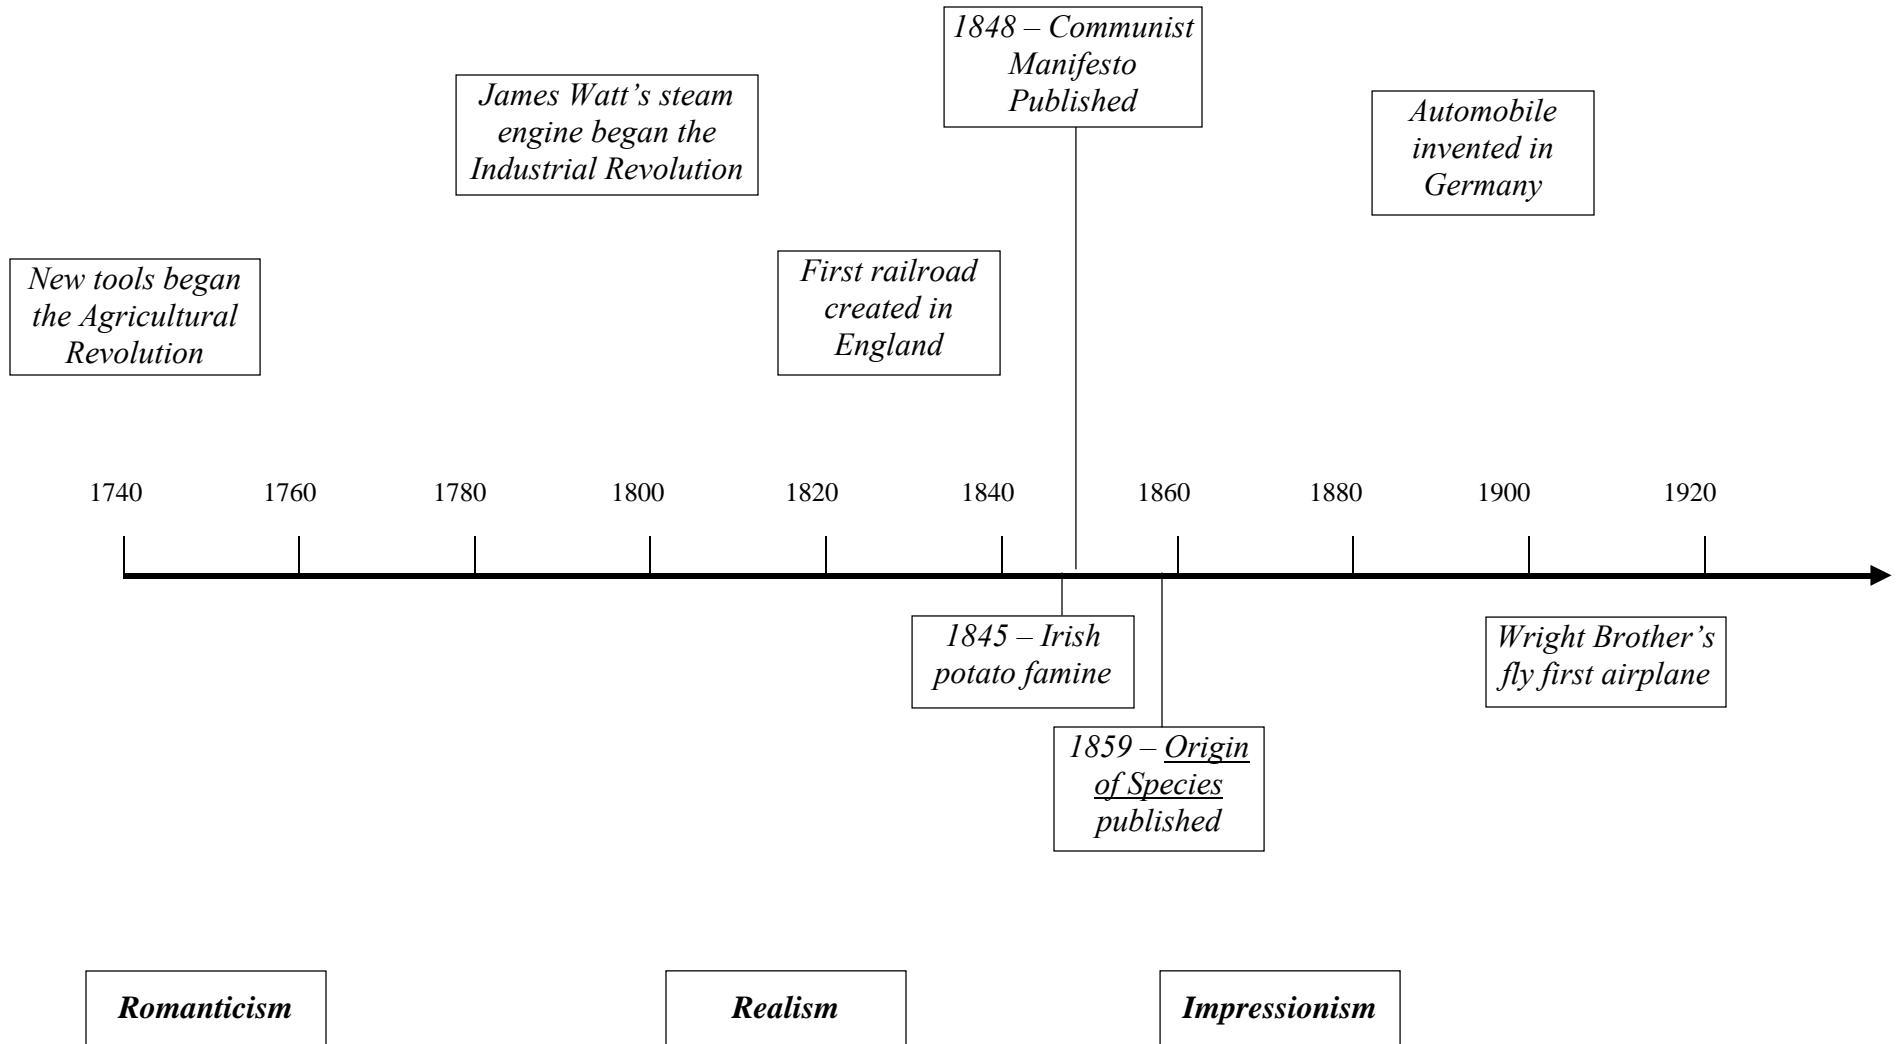 1848 – Communist
Manifesto
Published
James Watt’s steam
engine began the
Industrial Revolution
Automobile
invented in
Germany
New tools began
the Agricultural
Revolution
First railroad
created in
England
1740 1760 1780 1800 1820 1840 1860 1880 1900 1920
1845 – Irish
potato famine
Wright Brother’s
fly first airplane
1859 – Origin
of Species
published
Romanticism
Realism
Impressionism